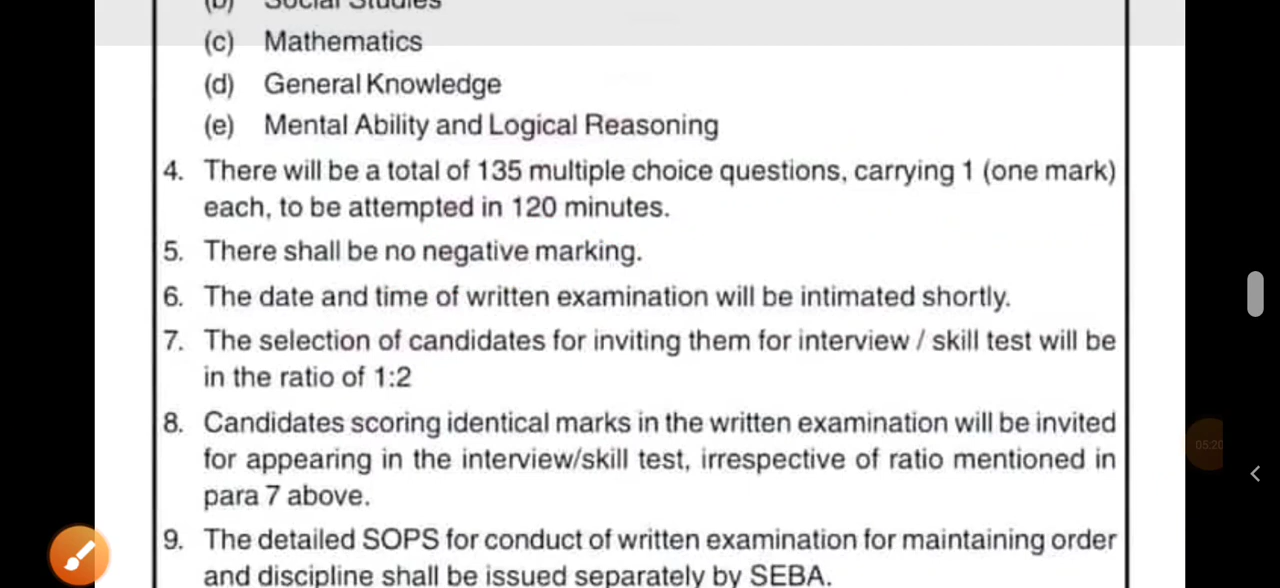 (b) Social Studies
(c) Mathematics
(d) General Knowledge
(e) Mental Ability and Logical Reasoning
4. There will be a total of 135 multiple choice questions, carrying 1 (one mark)
each, to be attempted in 120 minutes.
5. There shall be no negative marking.
6. The date and time of written examination will be intimated shortly.
7. The selection of candidates for inviting them for interview / skill test will be
in the ratio of 1:2
8. Candidates scoring identical marks in the written examination will be invited
for appearing in the interview/skill test, irrespective of ratio mentioned in
para 7 above.
9. The detailed SOPS for conduct of written examination for maintaining order
and discipline shall be issued separately by SEBA.
05:20